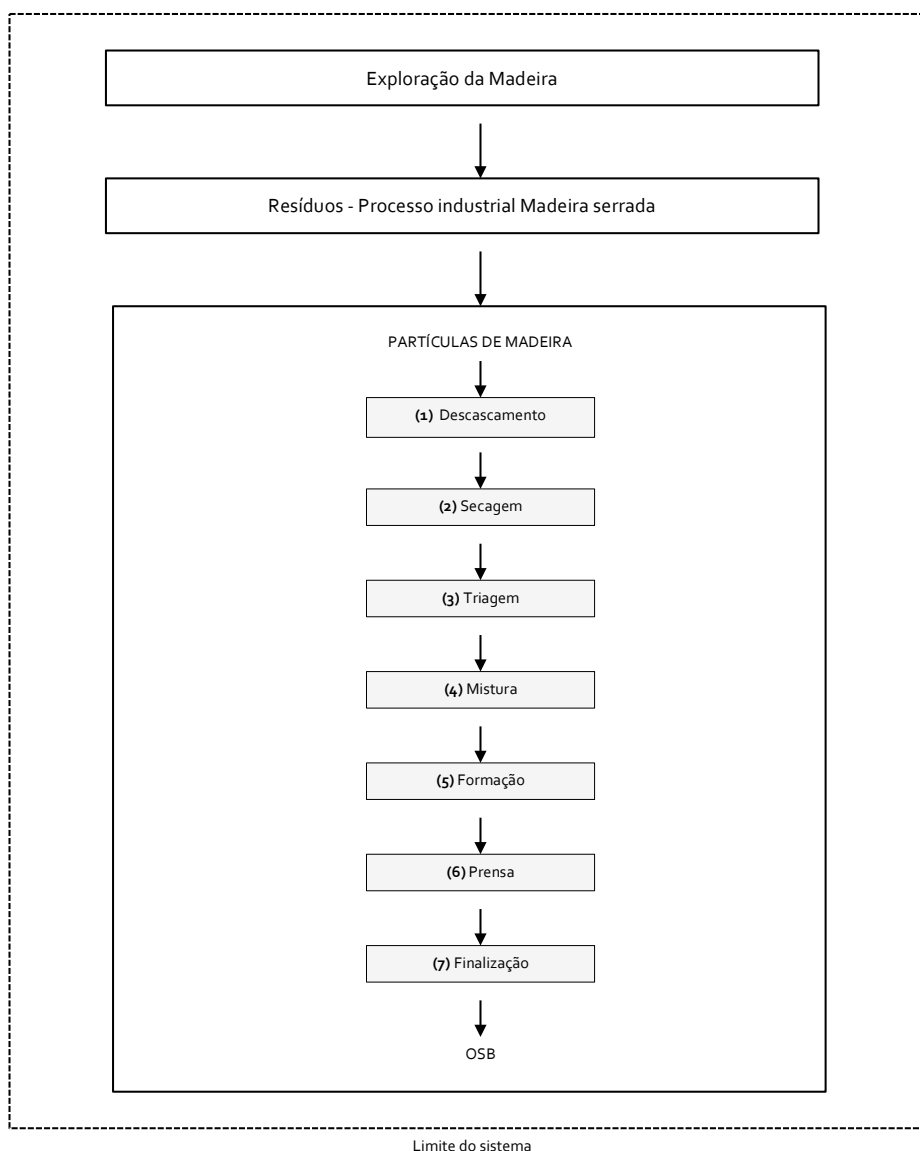 Exploração da Madeira
Resíduos - Processo industrial Madeira serrada
PARTÍCULAS DE MADEIRA
(1) Descascamento
(2) Secagem
(3) Triagem
(4) Mistura
(5) Formação
(6) Prensa
(7) Finalização
OSB
Limite do sistema